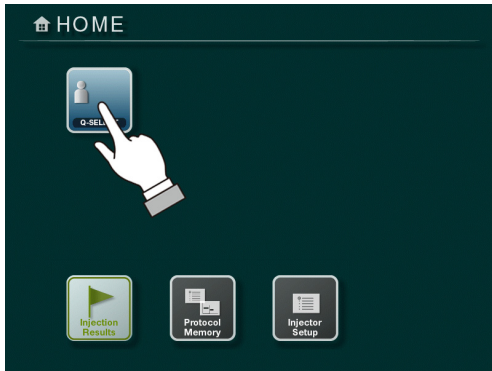 HOME
Injection
Results
Protocol
Memory
Injector
Setup